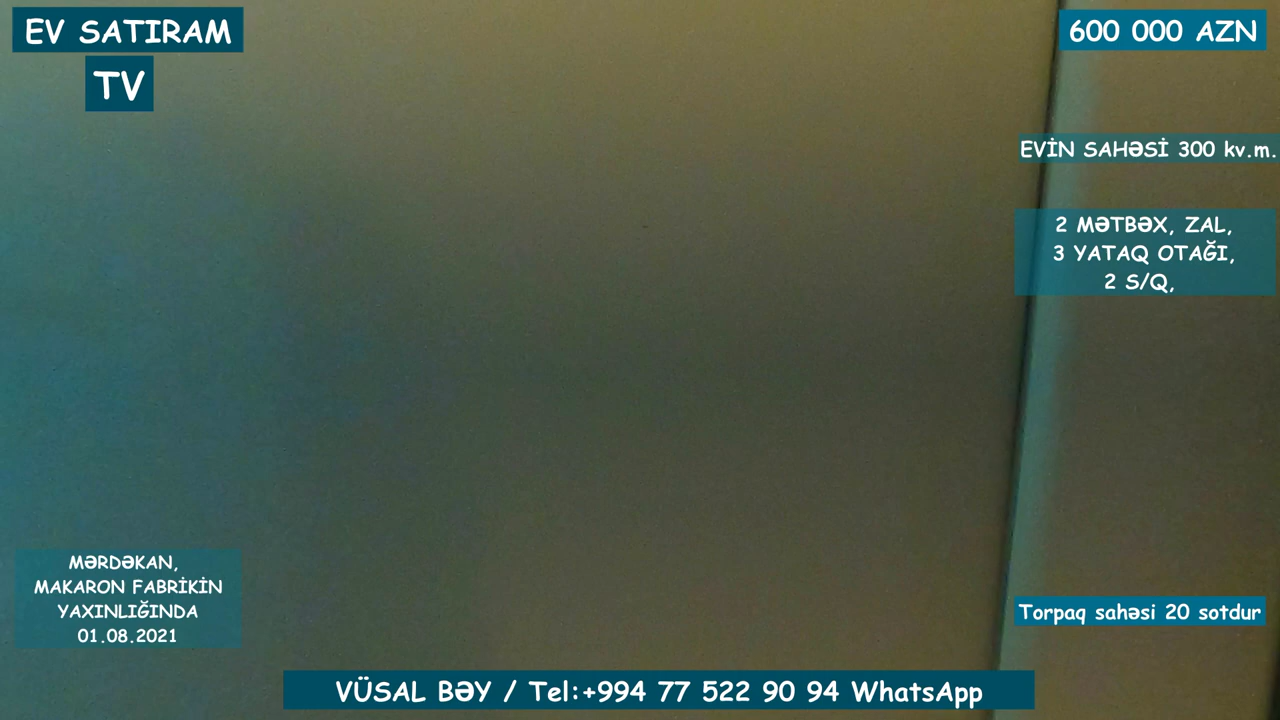 EV SATIRAM
TV
600 000 AZN
EVİN SAHƏSİ 300 kv.m.
2 MƏTBƏX, ZAL,
3 YATAQ OTAĞI,
2 S/Q,
MƏRDƏKAN,
MAKARON FABRİKİN
YAXINLIĞINDA
01.08.2021
Torpaq sahəsi 20 sotdur
VÜSAL BƏY / Tel:+994 77 522 90 94 WhatsApp